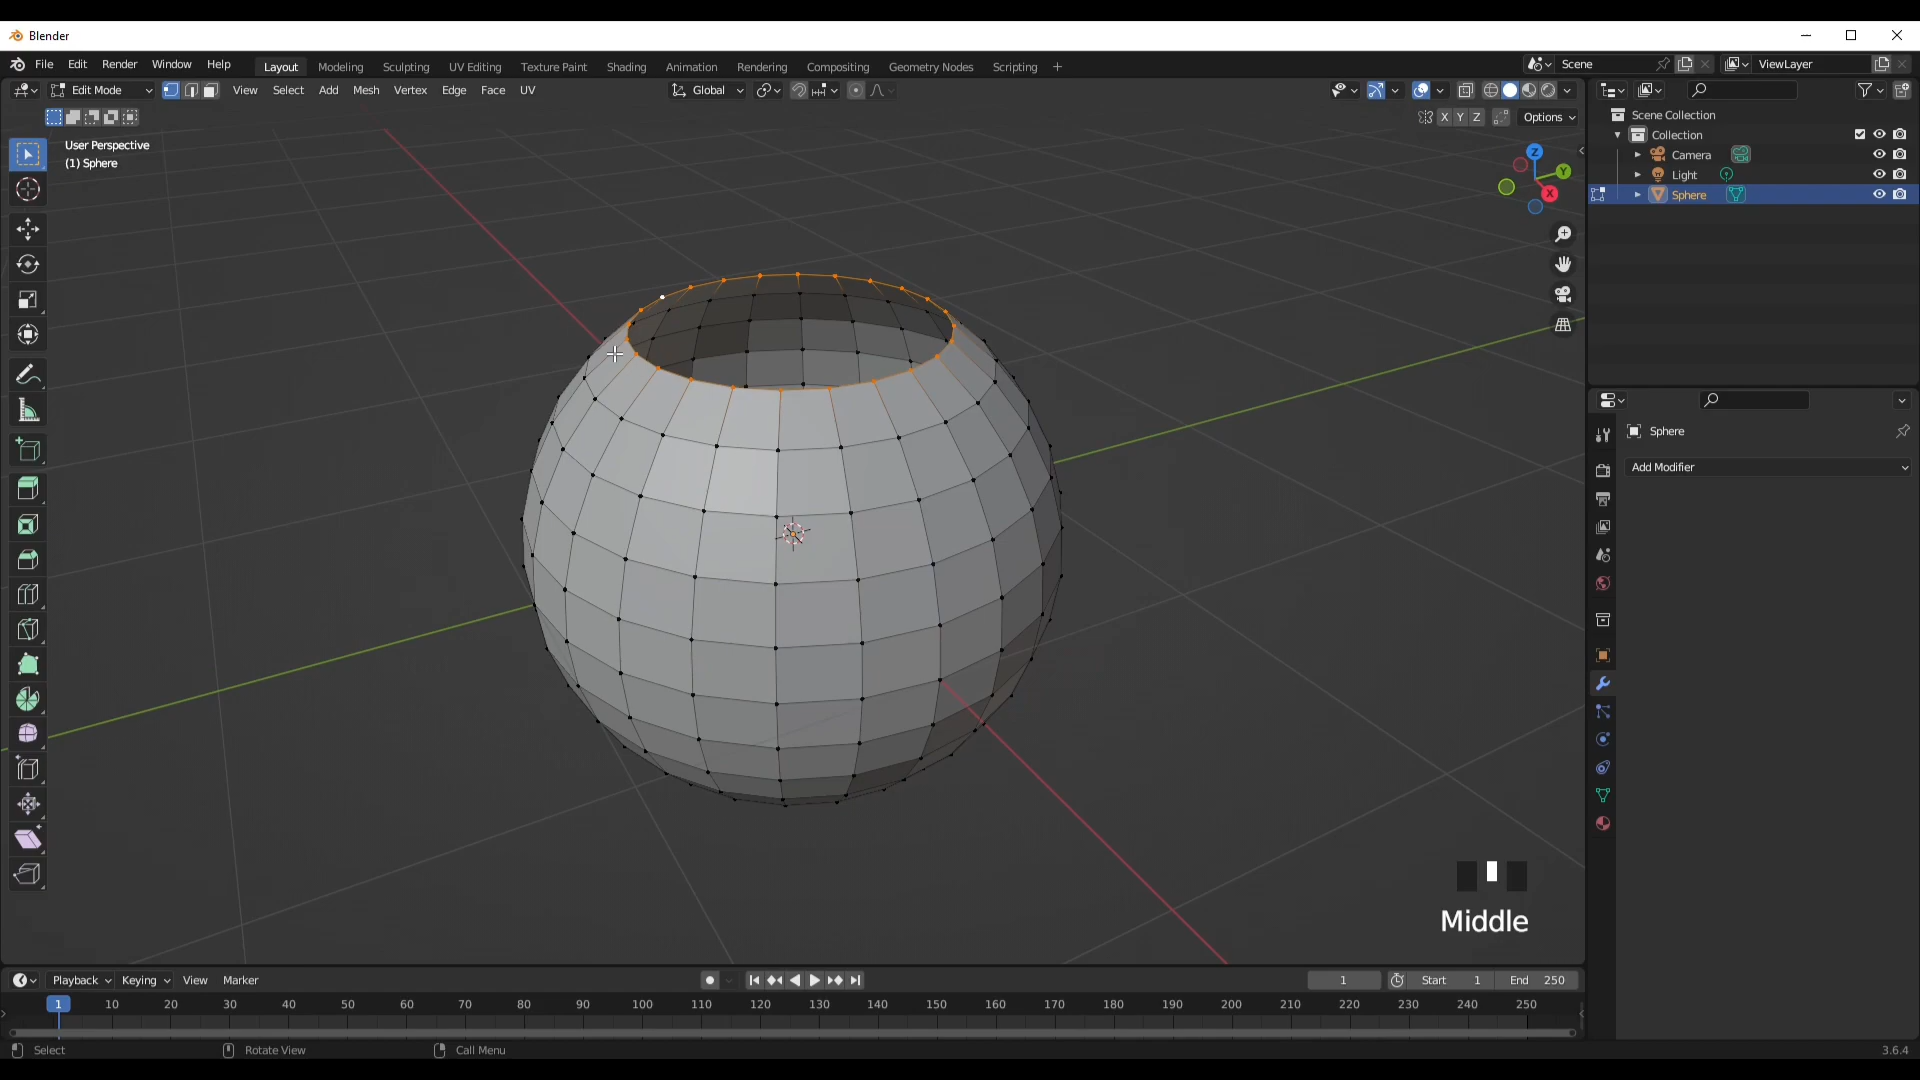 Blender
File Edit Render Window Help Layout Modeling Sculpting UV Editing Texture Paint Shading Animation Rendering Compositing Geometry Nodes Scripting + Scene ViewLayer
Edit Mode View Select Add Mesh Vertex Edge Face UV Global
X Y Z Options
User Perspective
(1) Sphere
Z
Y
X
Scene Collection
Collection
Camera
Light
Sphere
Sphere
Add Modifier
Middle
Playback Keying View Marker 1 Start 1 End 250
1 10 20 30 40 50 60 70 80 90 100 110 120 130 140 150 160 170 180 190 200 210 220 230 240 250
Select Rotate View Call Menu 3.6.4